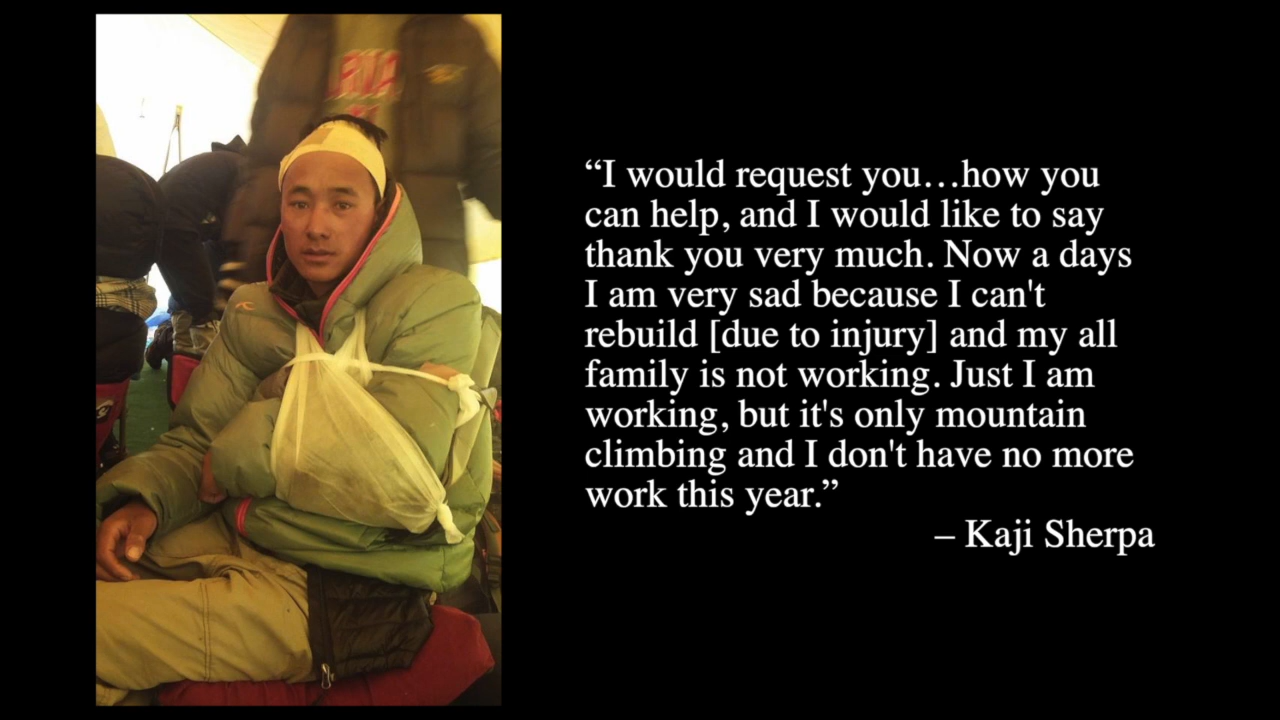 “I would request you…how you
can help, and I would like to say
thank you very much. Now a days
I am very sad because I can't
rebuild [due to injury] and my all
family is not working. Just I am
working, but it's only mountain
climbing and I don't have no more
work this year.”
– Kaji Sherpa